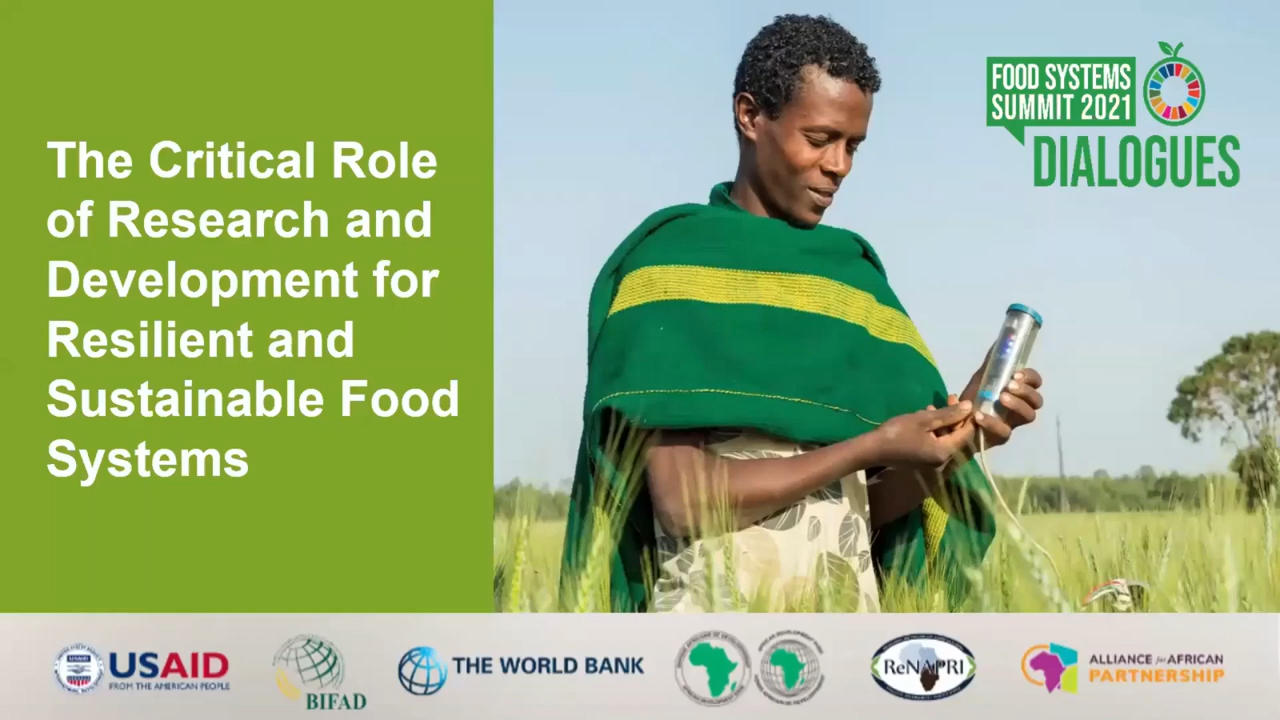 The Critical Role
of Research and
Development for
Resilient and
Sustainable Food
Systems
FOOD SYSTEMS
SUMMIT 2021
DIALOGUES
USAID
FROM THE AMERICAN PEOPLE
BIFAD
THE WORLD BANK
ReNAPRI
ALLIANCE for AFRICAN
PARTNERSHIP